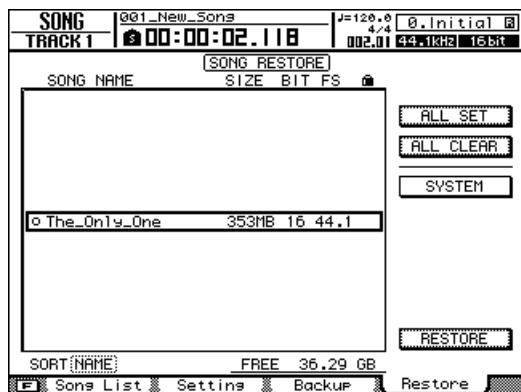 SONG 001_New_Song J=120.0 0.Initial
TRACK 1 S 00:00:02.118 4/4 002.01 44.1kHz 16bit
SONG RESTORE
SONG NAME SIZE BIT FS
ALL SET
ALL CLEAR
SYSTEM
The_Only_One 353MB 16 44.1
RESTORE
SORT NAME FREE 36.29 GB
F Song List Setting Backup Restore